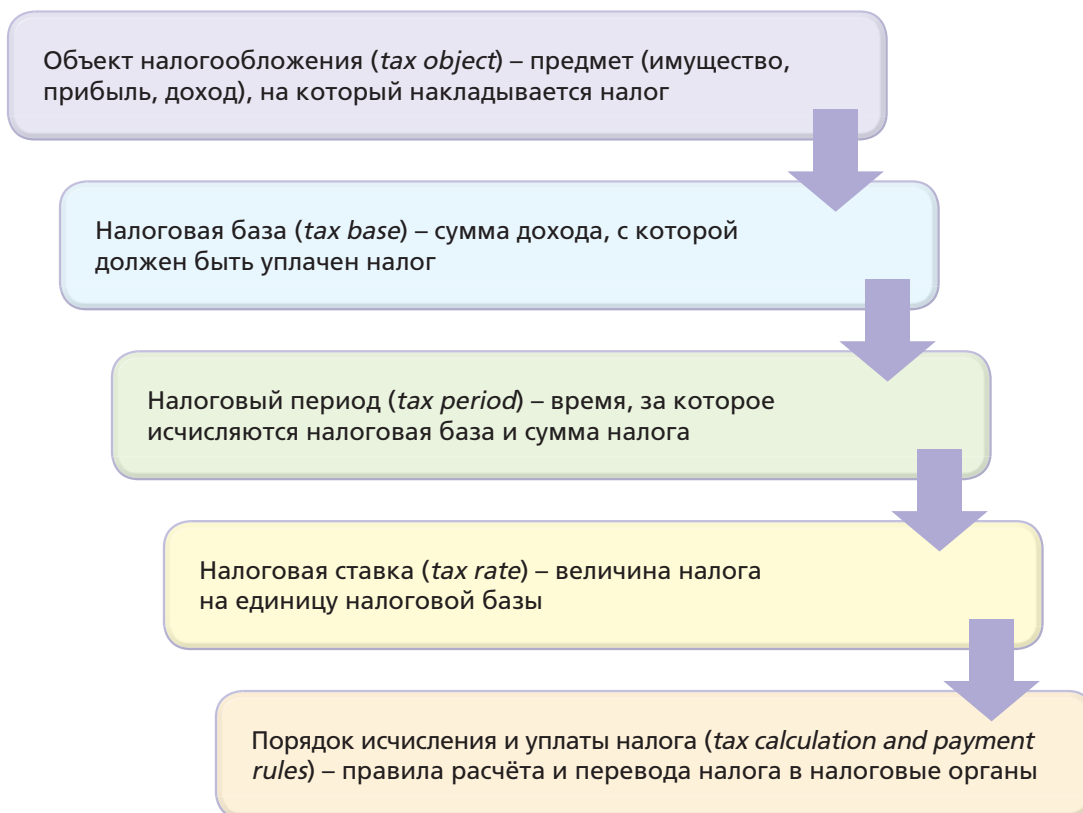 Объект налогообложения (tax object) – предмет (имущество,
прибыль, доход), на который накладывается налог
Налоговая база (tax base) – сумма дохода, с которой
должен быть уплачен налог
Налоговый период (tax period) – время, за которое
исчисляются налоговая база и сумма налога
Налоговая ставка (tax rate) – величина налога
на единицу налоговой базы
Порядок исчисления и уплаты налога (tax calculation and payment
rules) – правила расчёта и перевода налога в налоговые органы